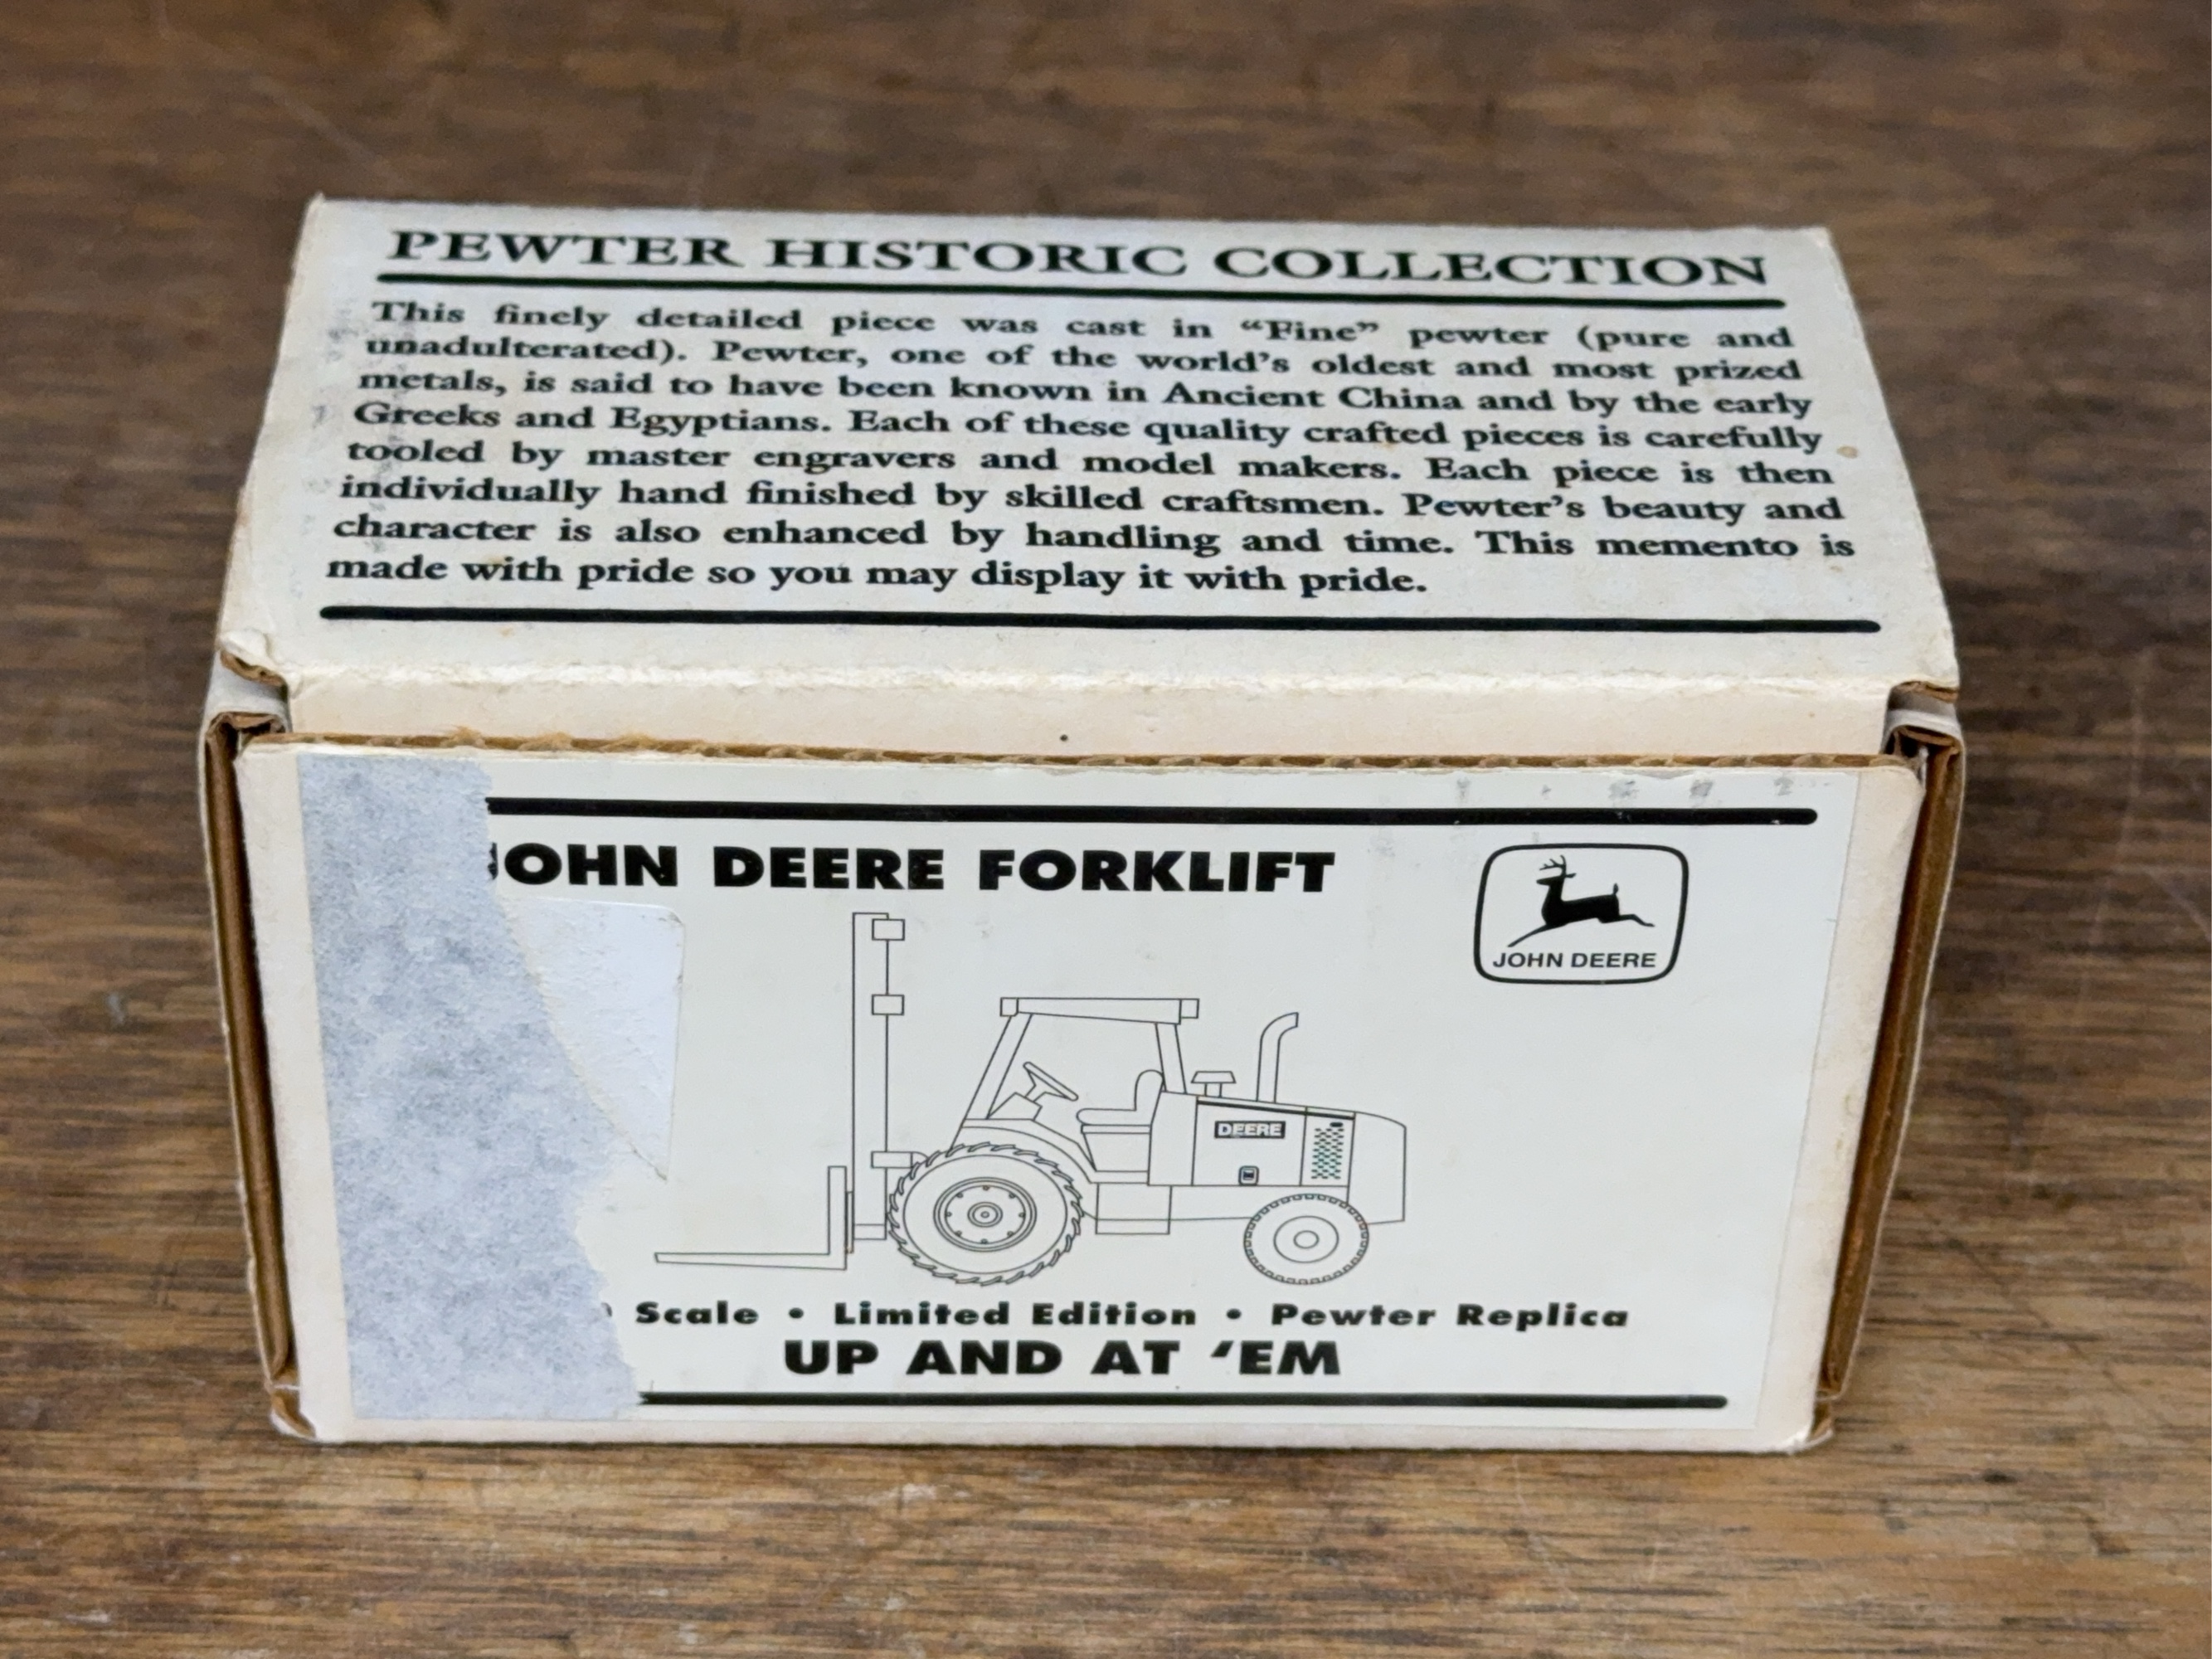 PEWTER HISTORIC COLLECTION
This finely detailed piece was cast in “Fine” pewter (pure and
unadulterated). Pewter, one of the world’s oldest and most prized
metals, is said to have been known in Ancient China and by the early
Greeks and Egyptians. Each of these quality crafted pieces is carefully
tooled by master engravers and model makers. Each piece is then
individually hand finished by skilled craftsmen. Pewter’s beauty and
character is also enhanced by handling and time. This memento is
made with pride so you may display it with pride.
JOHN DEERE FORKLIFT
JOHN DEERE
DEERE
Scale • Limited Edition • Pewter Replica
UP AND AT ’EM